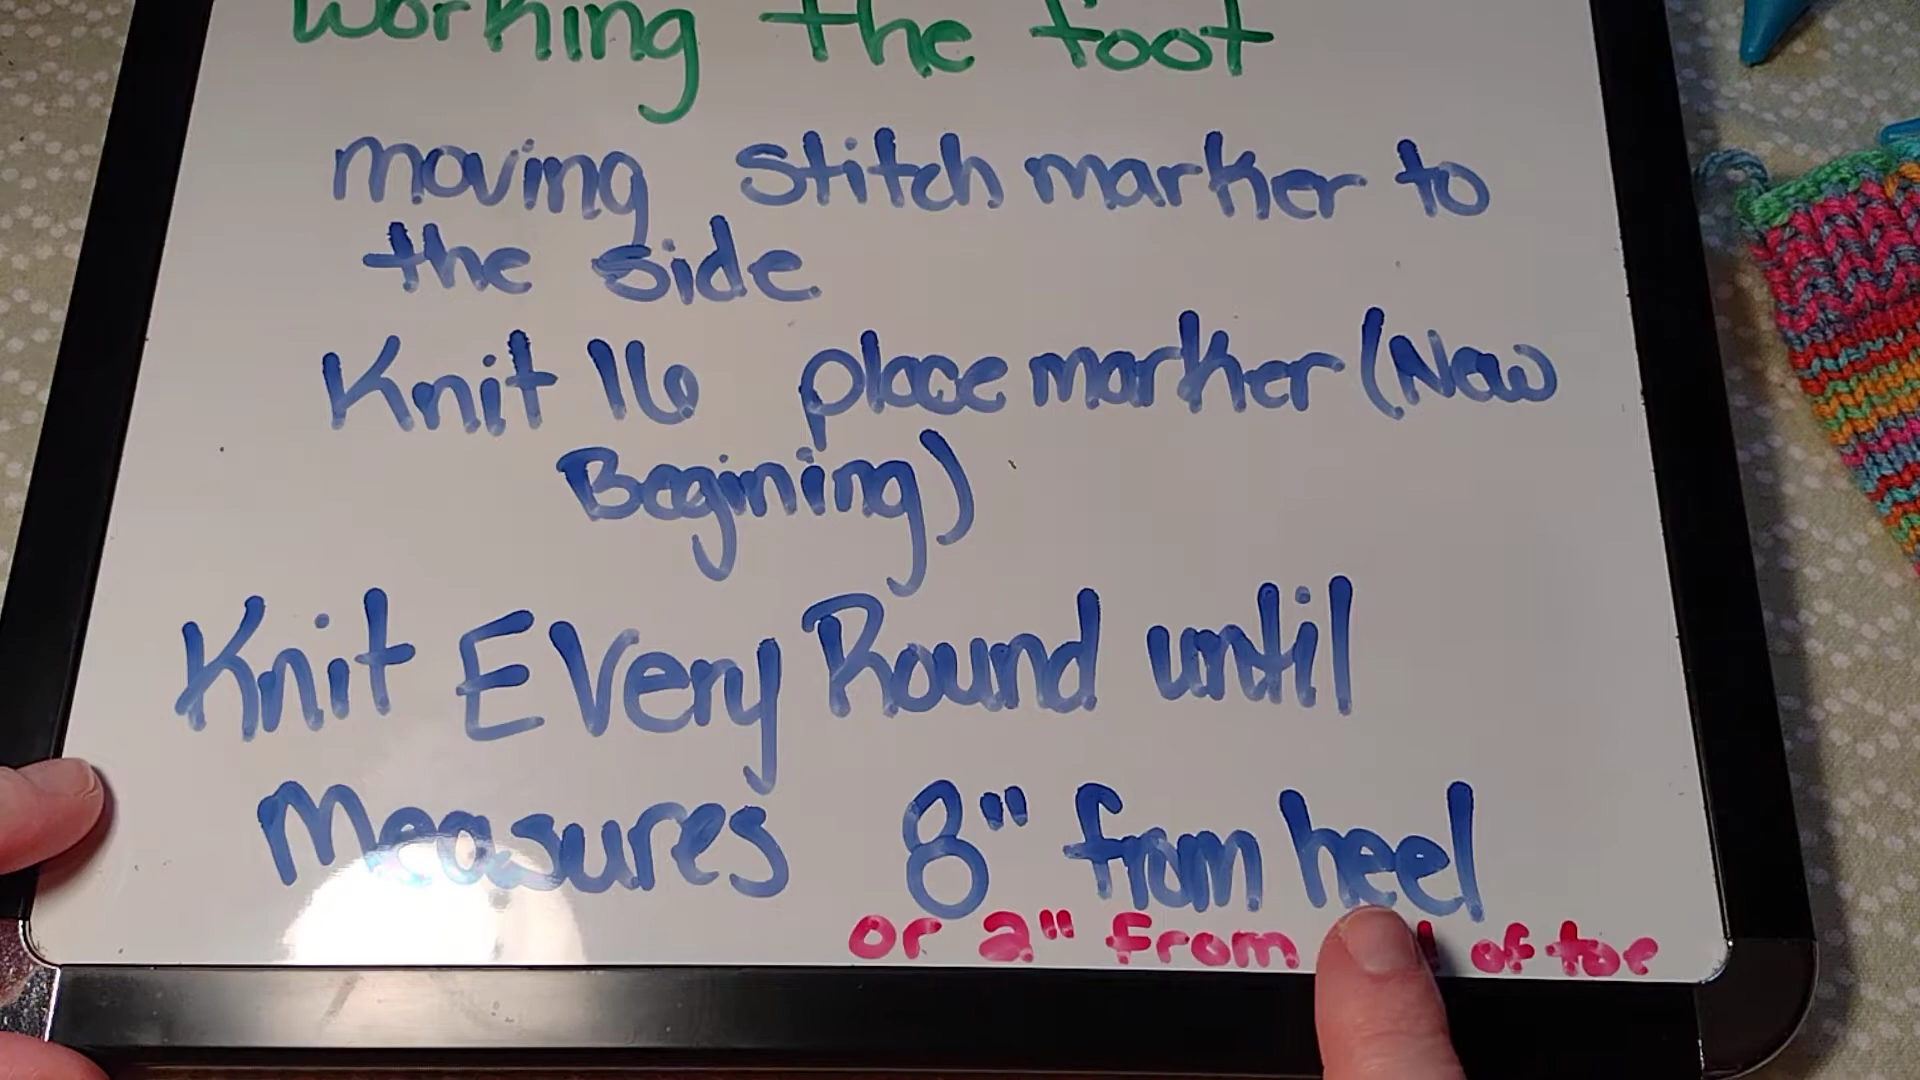 Working the foot
moving stitch marker to
the side
Knit 16 place marker (New
Begining)
Knit EVery Round until
Measures 8" from heel
or 2" from of toe